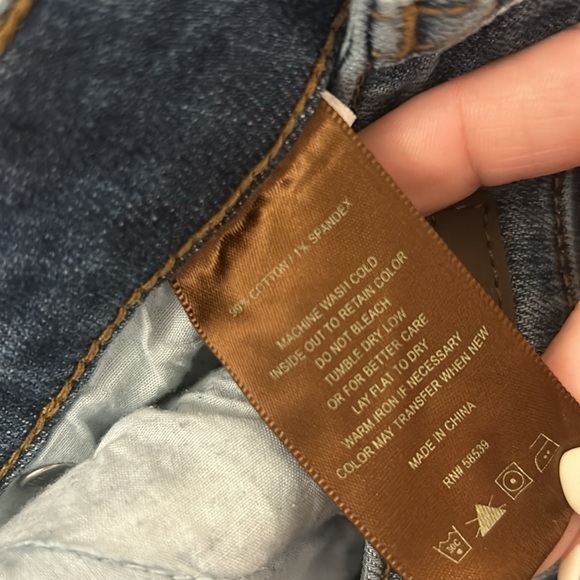 99% COTTON / 1% SPANDEX
MACHINE WASH COLD
INSIDE OUT TO RETAIN COLOR
DO NOT BLEACH
TUMBLE DRY LOW
OR FOR BETTER CARE
LAY FLAT TO DRY
WARM IRON IF NECESSARY
COLOR MAY TRANSFER WHEN NEW
MADE IN CHINA
RN# 58539
30C